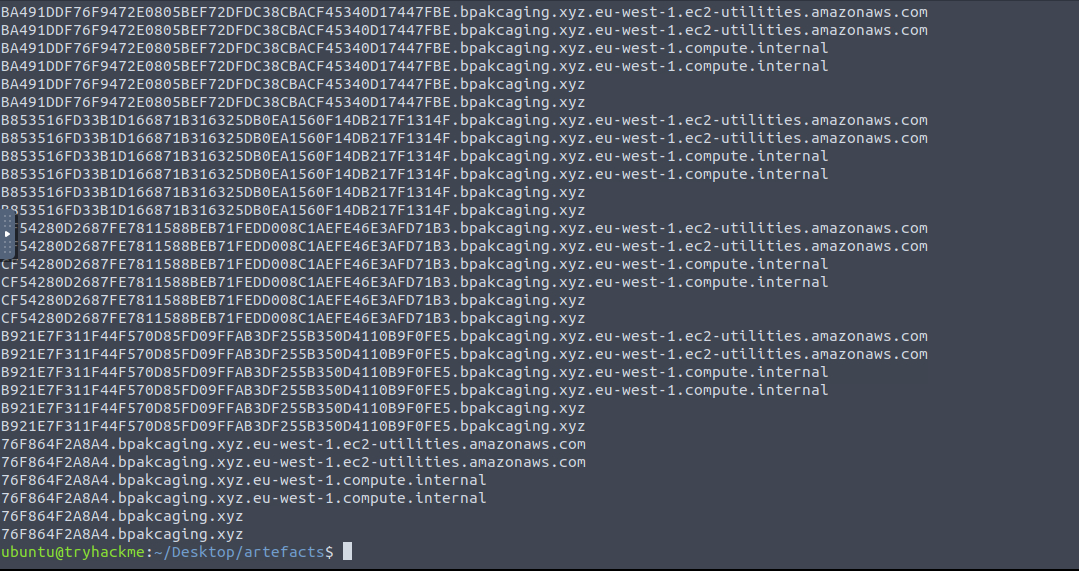 BA491DDF76F9472E0805BEF72DFDC38CBACF45340D17447FBE.bpakcaging.xyz.eu-west-1.ec2-utilities.amazonaws.com
BA491DDF76F9472E0805BEF72DFDC38CBACF45340D17447FBE.bpakcaging.xyz.eu-west-1.ec2-utilities.amazonaws.com
BA491DDF76F9472E0805BEF72DFDC38CBACF45340D17447FBE.bpakcaging.xyz.eu-west-1.compute.internal
BA491DDF76F9472E0805BEF72DFDC38CBACF45340D17447FBE.bpakcaging.xyz.eu-west-1.compute.internal
BA491DDF76F9472E0805BEF72DFDC38CBACF45340D17447FBE.bpakcaging.xyz
BA491DDF76F9472E0805BEF72DFDC38CBACF45340D17447FBE.bpakcaging.xyz
B853516FD33B1D166871B316325DB0EA1560F14DB217F1314F.bpakcaging.xyz.eu-west-1.ec2-utilities.amazonaws.com
B853516FD33B1D166871B316325DB0EA1560F14DB217F1314F.bpakcaging.xyz.eu-west-1.ec2-utilities.amazonaws.com
B853516FD33B1D166871B316325DB0EA1560F14DB217F1314F.bpakcaging.xyz.eu-west-1.compute.internal
B853516FD33B1D166871B316325DB0EA1560F14DB217F1314F.bpakcaging.xyz.eu-west-1.compute.internal
B853516FD33B1D166871B316325DB0EA1560F14DB217F1314F.bpakcaging.xyz
B853516FD33B1D166871B316325DB0EA1560F14DB217F1314F.bpakcaging.xyz
F54280D2687FE7811588BEB71FEDD008C1AEFE46E3AFD71B3.bpakcaging.xyz.eu-west-1.ec2-utilities.amazonaws.com
F54280D2687FE7811588BEB71FEDD008C1AEFE46E3AFD71B3.bpakcaging.xyz.eu-west-1.ec2-utilities.amazonaws.com
CF54280D2687FE7811588BEB71FEDD008C1AEFE46E3AFD71B3.bpakcaging.xyz.eu-west-1.compute.internal
CF54280D2687FE7811588BEB71FEDD008C1AEFE46E3AFD71B3.bpakcaging.xyz.eu-west-1.compute.internal
CF54280D2687FE7811588BEB71FEDD008C1AEFE46E3AFD71B3.bpakcaging.xyz
CF54280D2687FE7811588BEB71FEDD008C1AEFE46E3AFD71B3.bpakcaging.xyz
B921E7F311F44F570D85FD09FFAB3DF255B350D4110B9F0FE5.bpakcaging.xyz.eu-west-1.ec2-utilities.amazonaws.com
B921E7F311F44F570D85FD09FFAB3DF255B350D4110B9F0FE5.bpakcaging.xyz.eu-west-1.ec2-utilities.amazonaws.com
B921E7F311F44F570D85FD09FFAB3DF255B350D4110B9F0FE5.bpakcaging.xyz.eu-west-1.compute.internal
B921E7F311F44F570D85FD09FFAB3DF255B350D4110B9F0FE5.bpakcaging.xyz.eu-west-1.compute.internal
B921E7F311F44F570D85FD09FFAB3DF255B350D4110B9F0FE5.bpakcaging.xyz
B921E7F311F44F570D85FD09FFAB3DF255B350D4110B9F0FE5.bpakcaging.xyz
76F864F2A8A4.bpakcaging.xyz.eu-west-1.ec2-utilities.amazonaws.com
76F864F2A8A4.bpakcaging.xyz.eu-west-1.ec2-utilities.amazonaws.com
76F864F2A8A4.bpakcaging.xyz.eu-west-1.compute.internal
76F864F2A8A4.bpakcaging.xyz.eu-west-1.compute.internal
76F864F2A8A4.bpakcaging.xyz
76F864F2A8A4.bpakcaging.xyz
ubuntu@tryhackme:~/Desktop/artefacts$